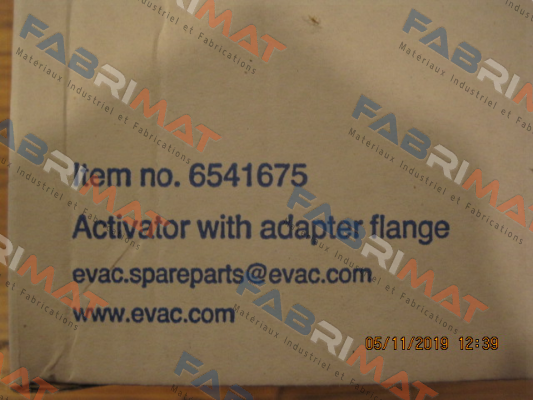 Item no. 6541675
Activator with adapter flange
evac.spareparts@evac.com
www.evac.com
05/11/2019 12:39
FABRIMAT
Materiaux Industriel et Fabrications